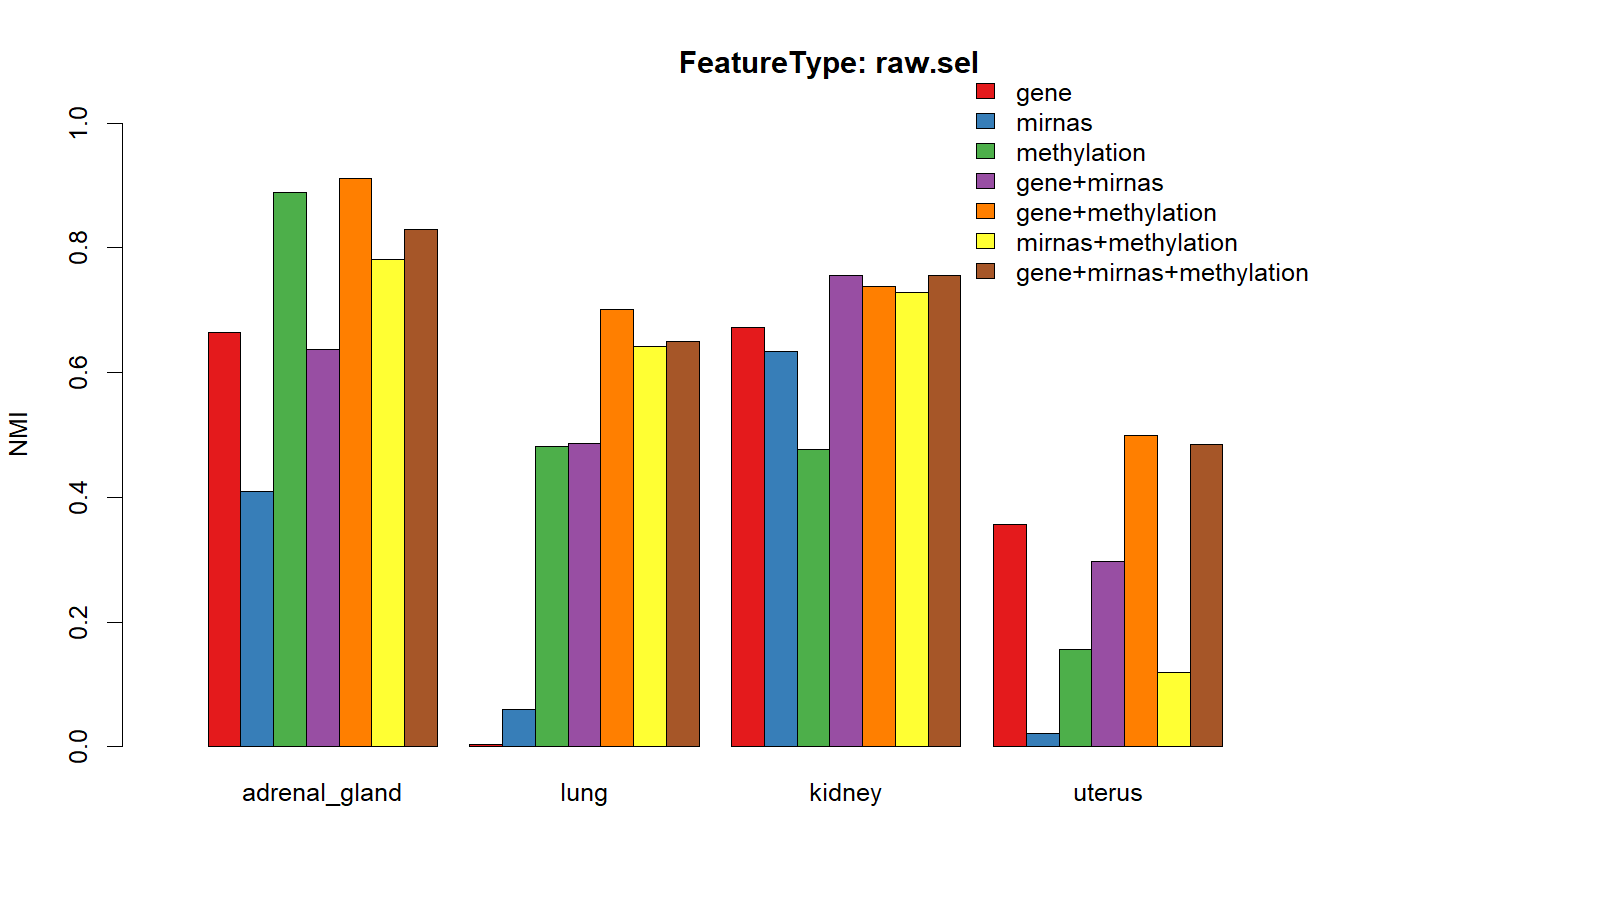 FeatureType: raw.sel
gene
mirnas
methylation
gene+mirnas
gene+methylation
mirnas+methylation
gene+mirnas+methylation
1.0
0.8
0.6
0.4
0.2
0.0
NMI
adrenal_gland lung kidney uterus